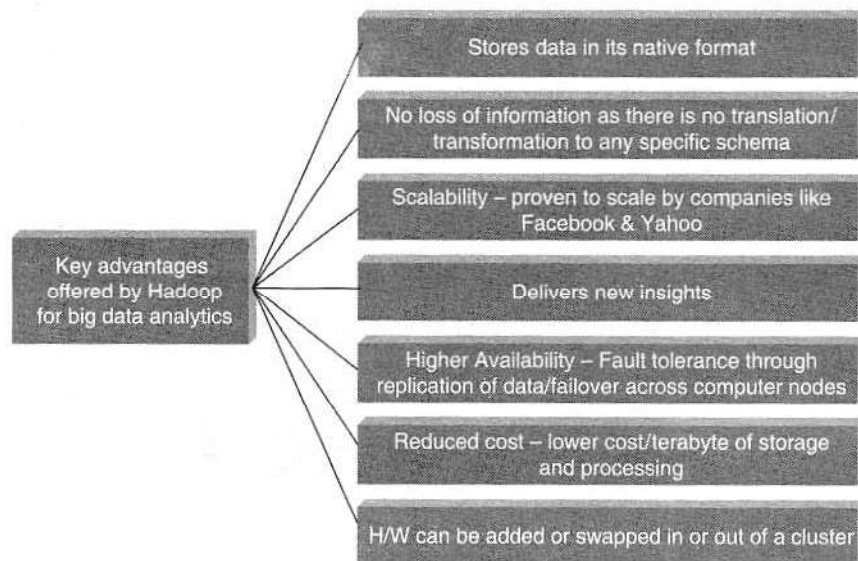 Stores data in its native format
No loss of information as there is no translation/
transformation to any specific schema
Scalability – proven to scale by companies like
Facebook & Yahoo
Key advantages
offered by Hadoop
for big data analytics
Delivers new insights
Higher Availability – Fault tolerance through
replication of data/failover across computer nodes
Reduced cost – lower cost/terabyte of storage
and processing
H/W can be added or swapped in or out of a cluster